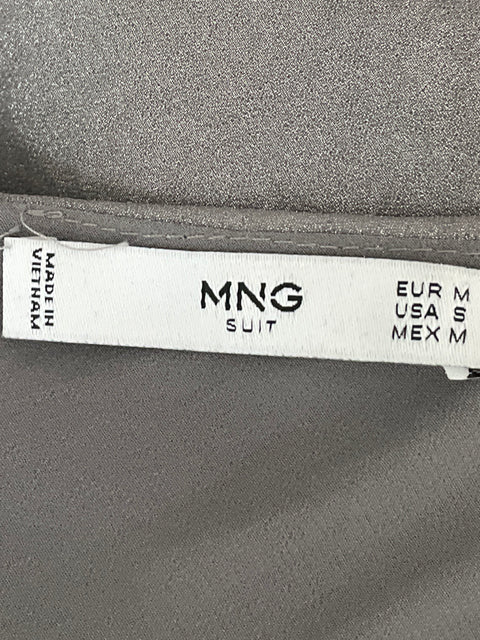 MADE IN
VIETNAM
MNG
SUIT
EUR M
USA S
MEX M